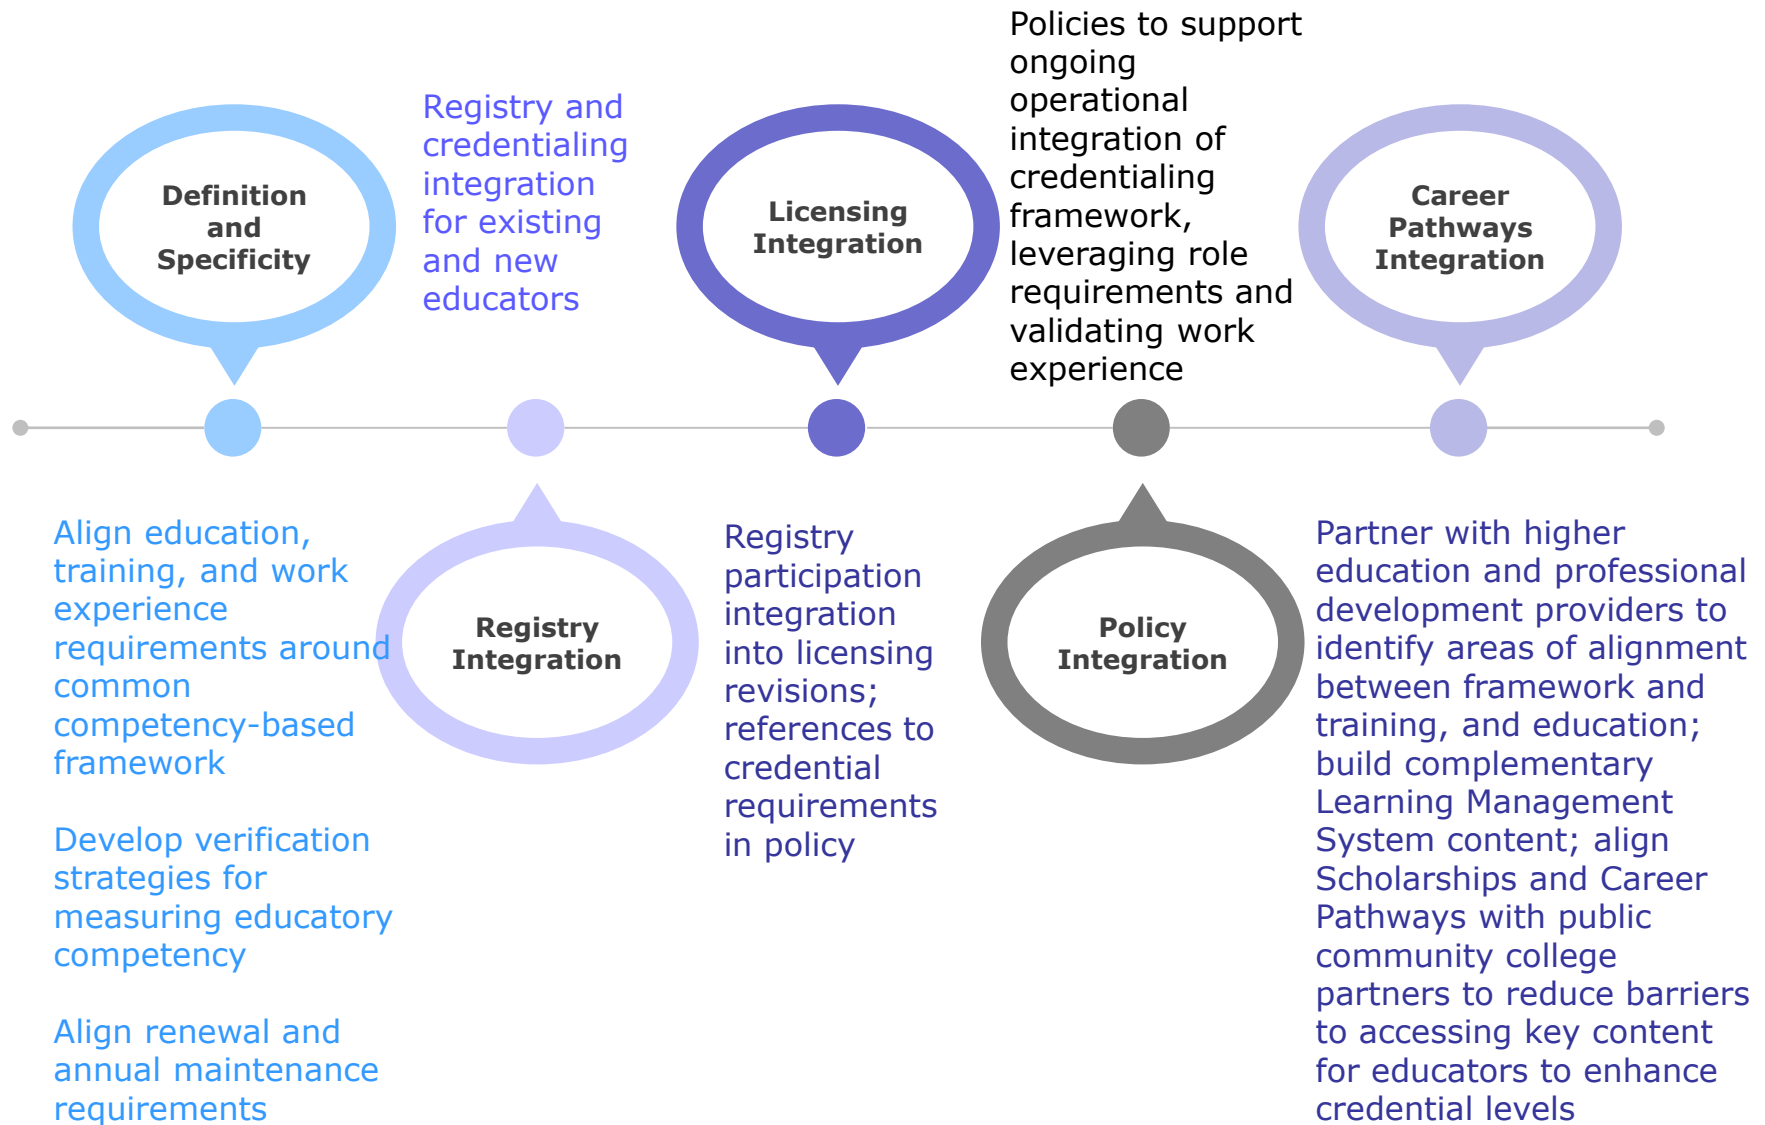 Definition
and
Specificity
Align education,
training, and work
experience
requirements around
common
competency-based
framework
Develop verification
strategies for
measuring educatory
competency
Align renewal and
annual maintenance
requirements
Registry and
credentialing
integration
for existing
and new
educators
Registry
Integration
Licensing
Integration
Registry
participation
integration
into licensing
revisions;
references to
credential
requirements
in policy
Policies to support
ongoing
operational
integration of
credentialing
framework,
leveraging role
requirements and
validating work
experience
Policy
Integration
Career
Pathways
Integration
Partner with higher
education and professional
development providers to
identify areas of alignment
between framework and
training, and education;
build complementary
Learning Management
System content; align
Scholarships and Career
Pathways with public
community college
partners to reduce barriers
to accessing key content
for educators to enhance
credential levels